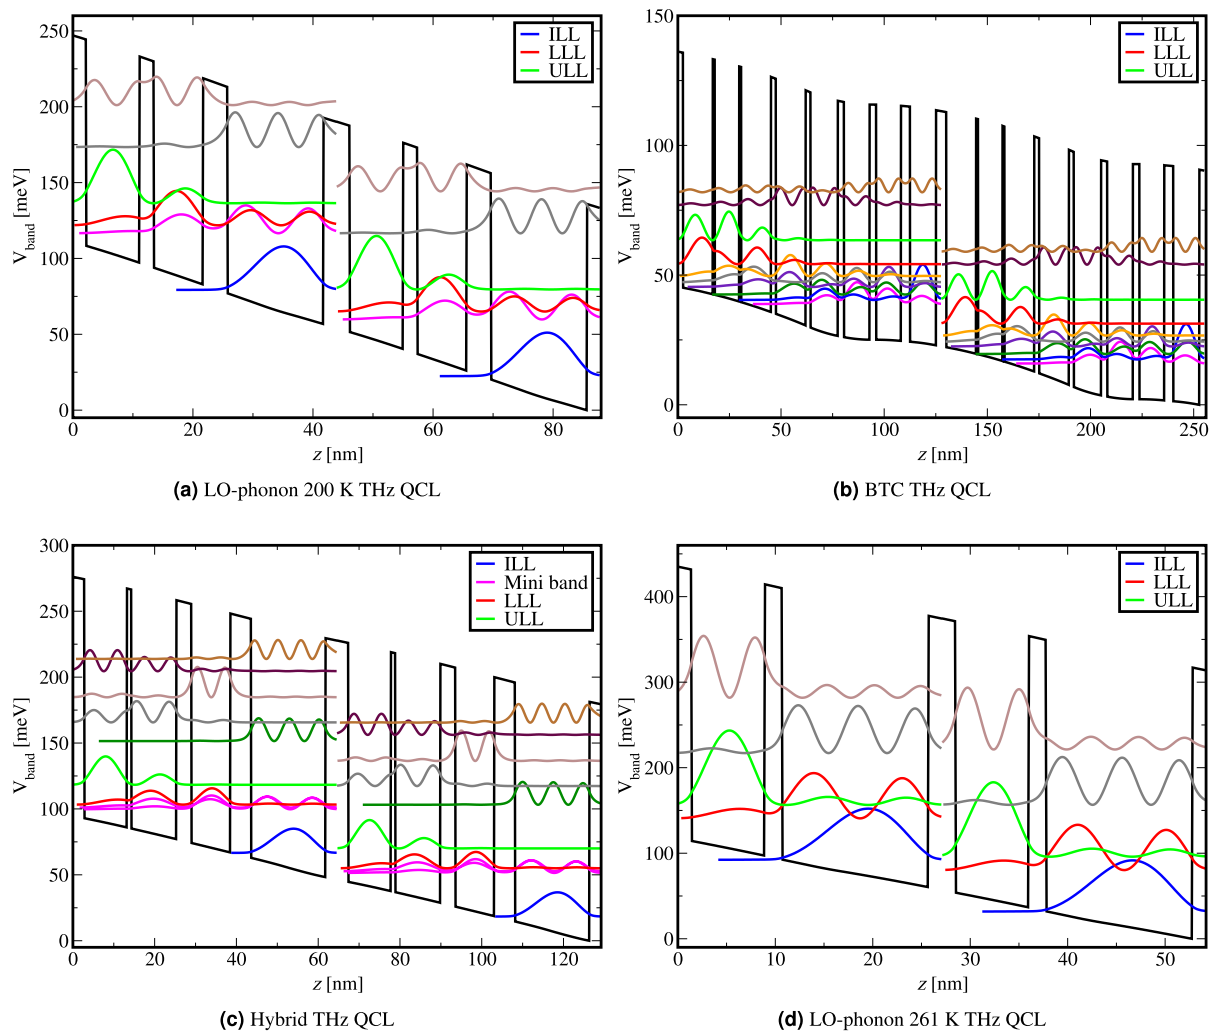 250
200
150
100
50
0
V_band [meV]
ILL
LLL
ULL
0 20 40 60 80
z [nm]
(a) LO-phonon 200 K THz QCL
150
100
50
0
V_band [meV]
ILL
LLL
ULL
0 50 100 150 200 250
z [nm]
(b) BTC THz QCL
300
250
200
150
100
50
0
V_band [meV]
ILL
Mini band
LLL
ULL
0 20 40 60 80 100 120
z [nm]
(c) Hybrid THz QCL
400
300
200
100
0
V_band [meV]
ILL
LLL
ULL
0 10 20 30 40 50
z [nm]
(d) LO-phonon 261 K THz QCL